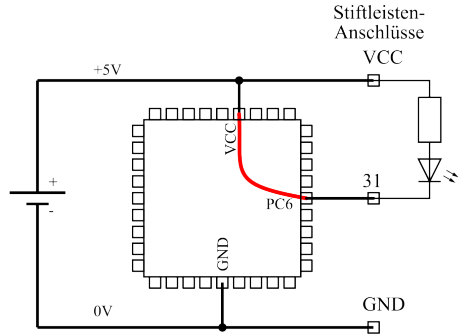 Stiftleisten-
Anschlüsse
VCC
+5V
VCC
+
-
PC6
31
GND
0V
GND